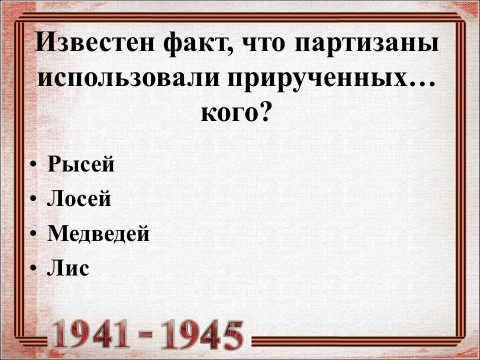 Известен факт, что партизаны
использовали прирученных…
кого?
• Рысей
• Лосей
• Медведей
• Лис
1941 - 1945